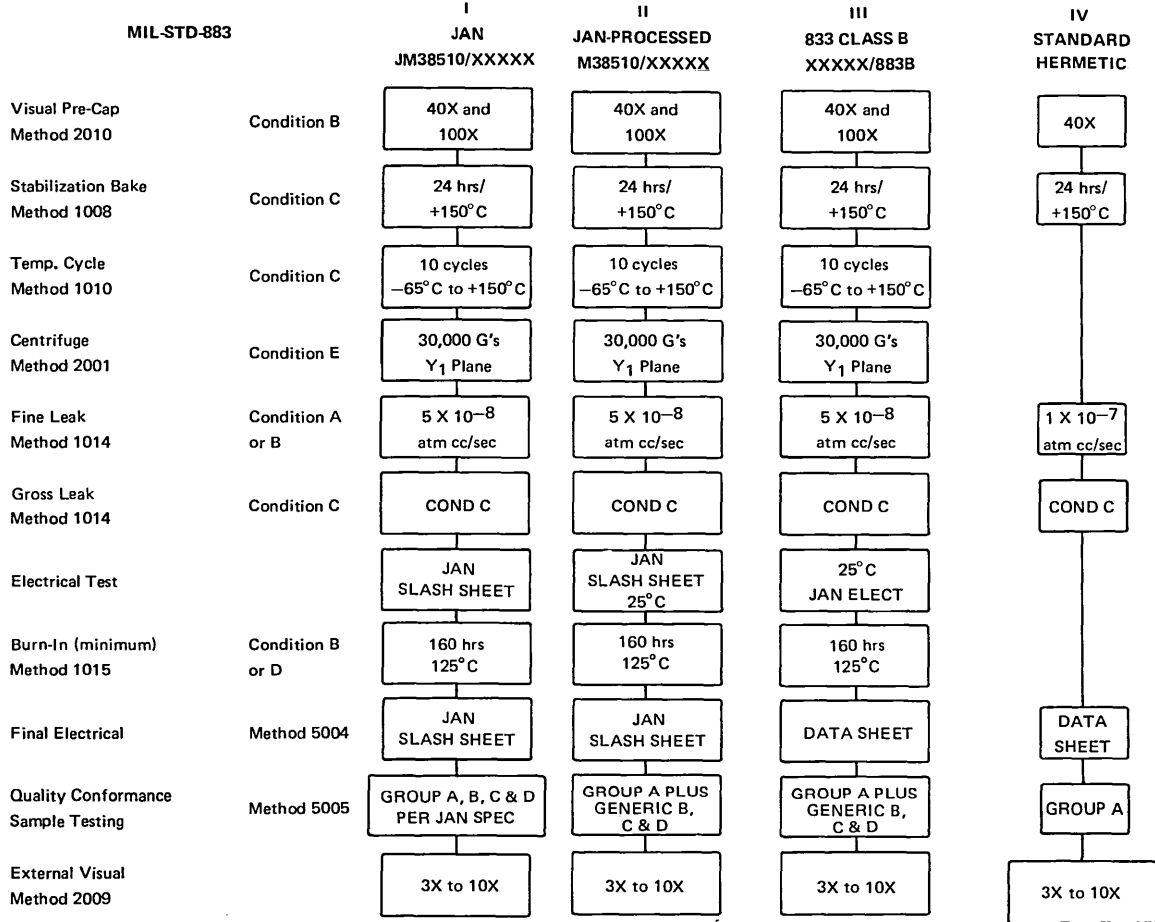 MIL-STD-883
I
JAN
JM38510/XXXXX
II
JAN-PROCESSED
M38510/XXXXX
III
833 CLASS B
XXXXX/883B
IV
STANDARD
HERMETIC
Visual Pre-Cap
Method 2010
Condition B
40X and
100X
40X and
100X
40X and
100X
40X
Stabilization Bake
Method 1008
Condition C
24 hrs/
+150°C
24 hrs/
+150°C
24 hrs/
+150°C
24 hrs/
+150°C
Temp. Cycle
Method 1010
Condition C
10 cycles
−65°C to +150°C
10 cycles
−65°C to +150°C
10 cycles
−65°C to +150°C
Centrifuge
Method 2001
Condition E
30,000 G's
Y1 Plane
30,000 G's
Y1 Plane
30,000 G's
Y1 Plane
Fine Leak
Method 1014
Condition A
or B
5 X 10−8
atm cc/sec
5 X 10−8
atm cc/sec
5 X 10−8
atm cc/sec
1 X 10−7
atm cc/sec
Gross Leak
Method 1014
Condition C
COND C
COND C
COND C
COND C
Electrical Test
JAN
SLASH SHEET
JAN
SLASH SHEET
25°C
25°C
JAN ELECT
Burn-In (minimum)
Method 1015
Condition B
or D
160 hrs
125°C
160 hrs
125°C
160 hrs
125°C
Final Electrical
Method 5004
JAN
SLASH SHEET
JAN
SLASH SHEET
DATA SHEET
DATA
SHEET
Quality Conformance
Sample Testing
Method 5005
GROUP A, B, C & D
PER JAN SPEC
GROUP A PLUS
GENERIC B,
C & D
GROUP A PLUS
GENERIC B,
C & D
GROUP A
External Visual
Method 2009
3X to 10X
3X to 10X
3X to 10X
3X to 10X